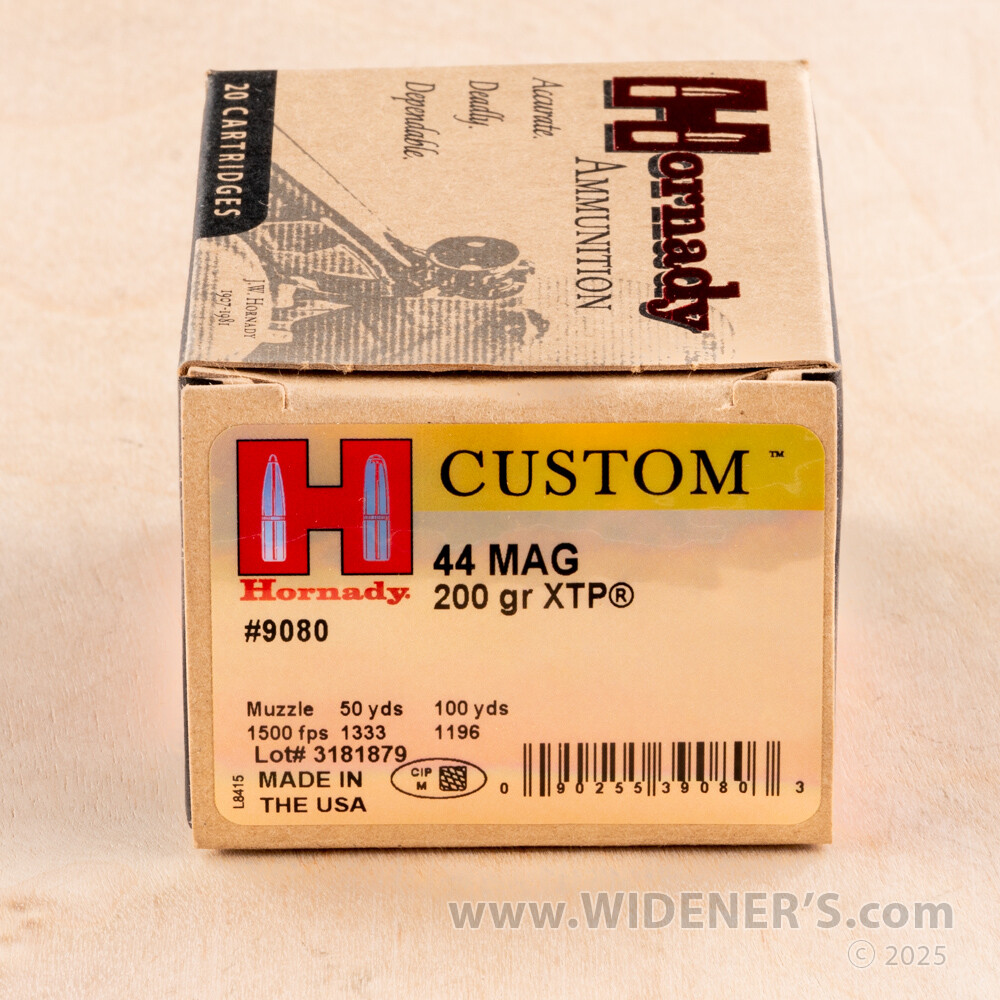 Hornady
AMMUNITION
Accurate.
Deadly.
Dependable.
20 CARTRIDGES
J.W. HORNADY
1907-1981
CUSTOM™
H
Hornady.
44 MAG
200 gr XTP®
#9080
Muzzle 50 yds 100 yds
1500 fps 1333 1196
Lot# 3181879
MADE IN
THE USA
L8415
CIP
M
0 90255 39080 3
www.WIDENER'S.com
© 2025